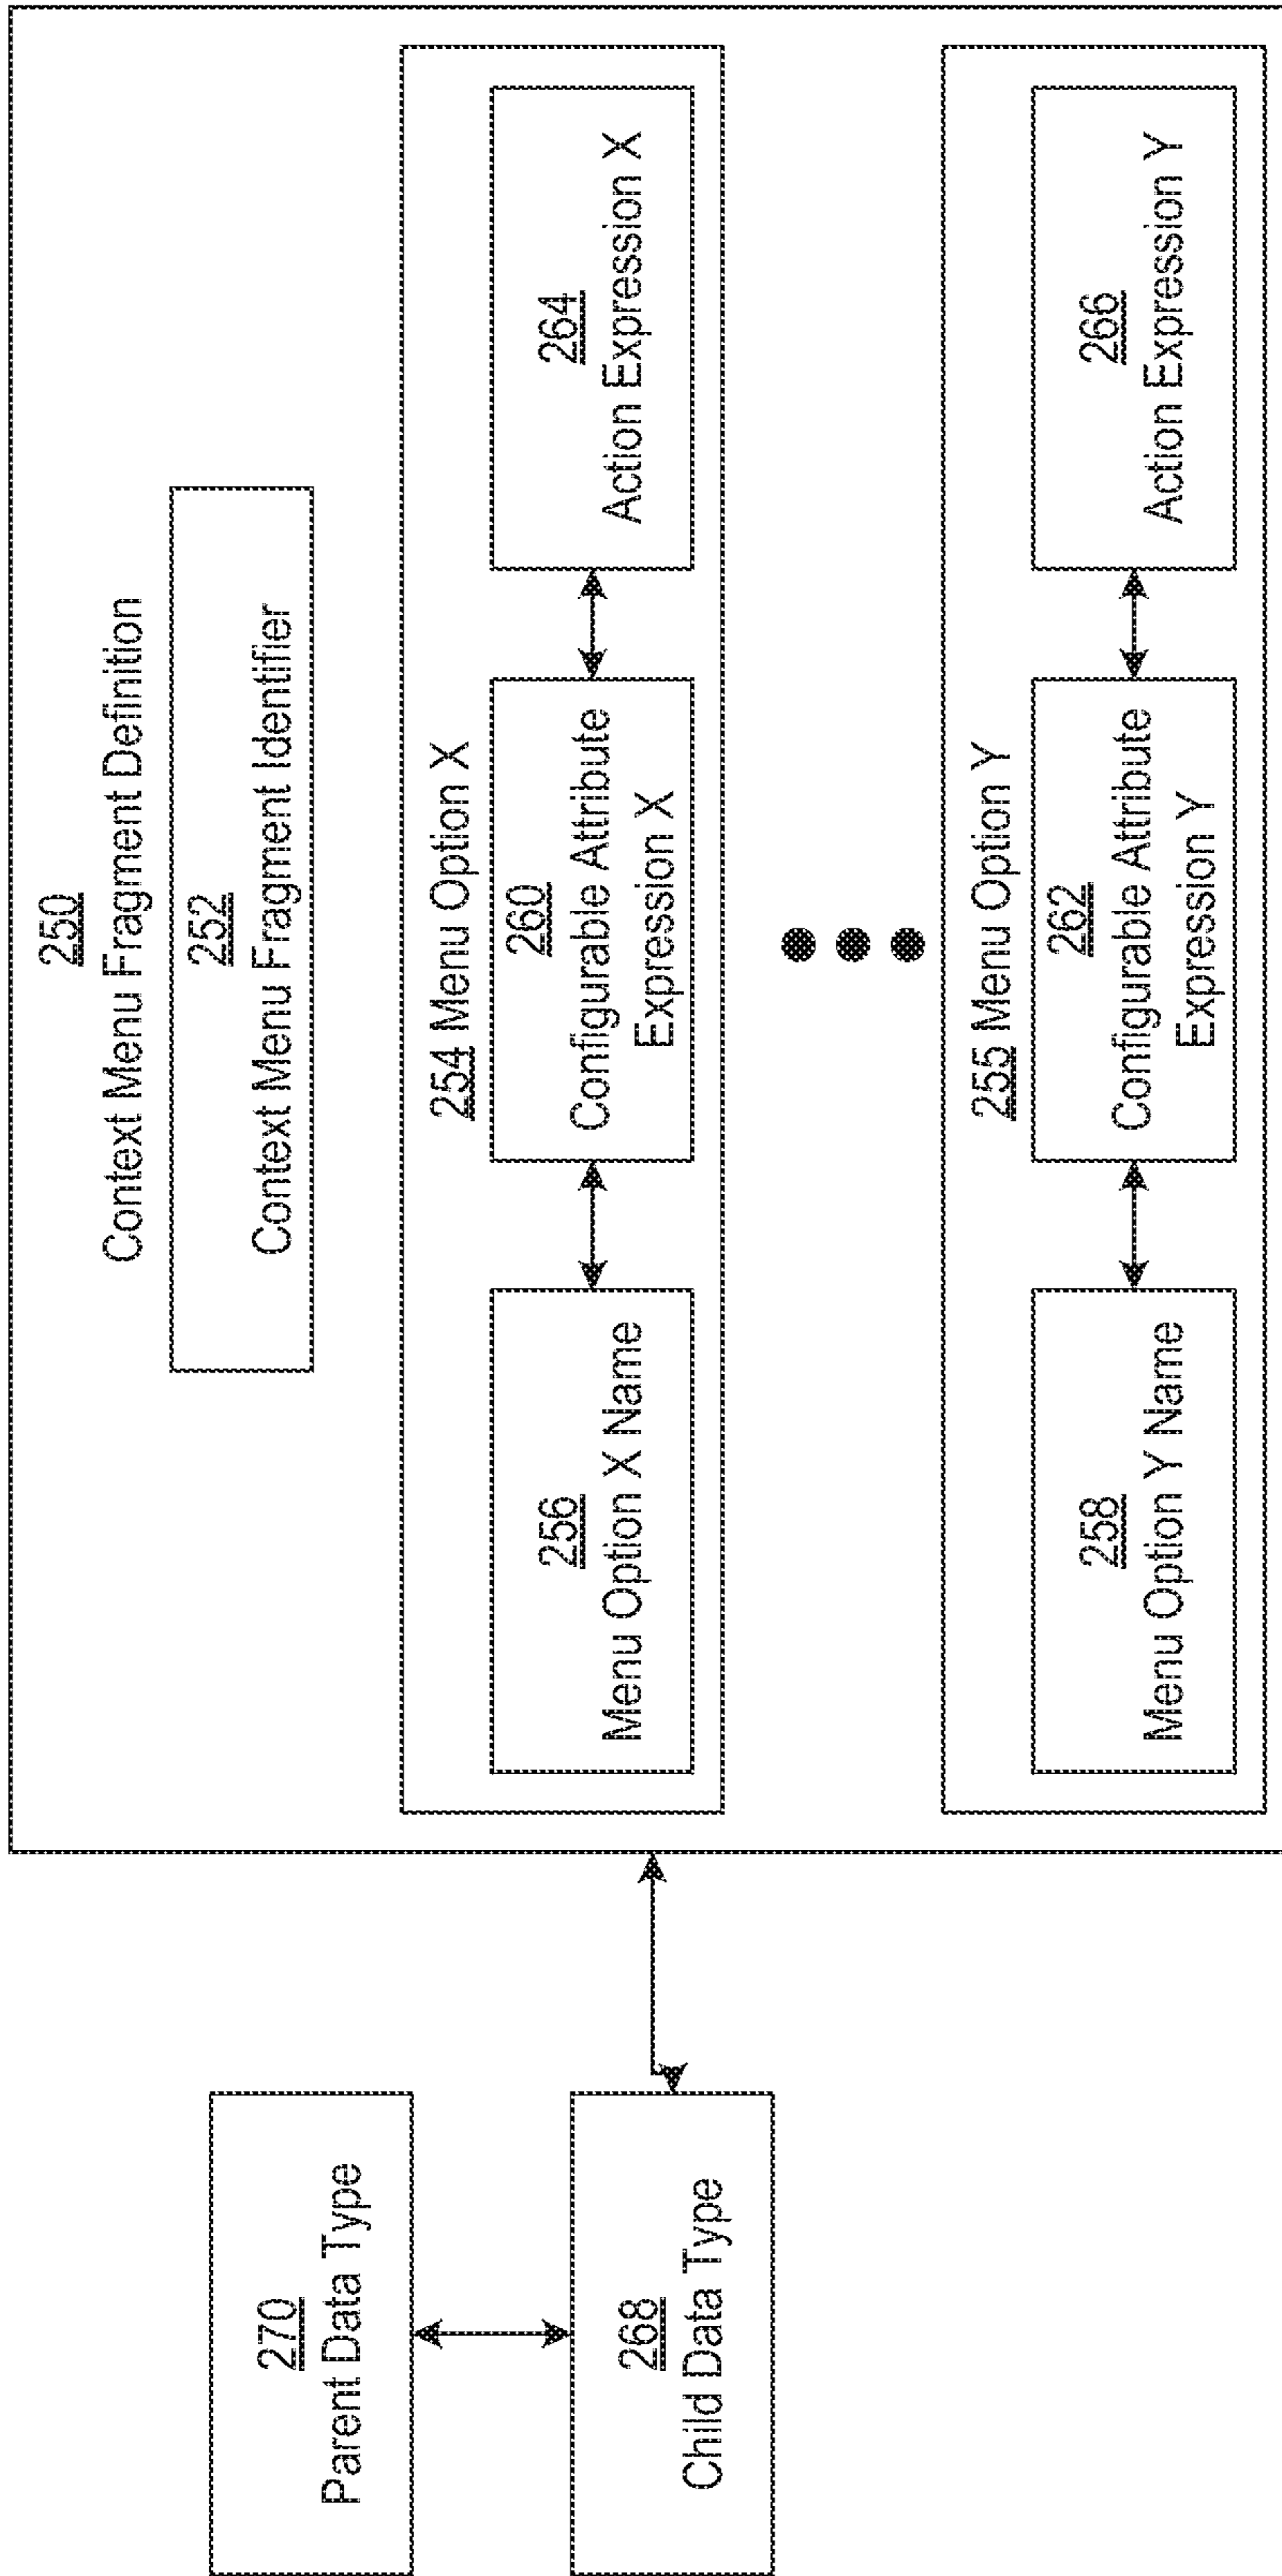 270
Parent Data Type
268
Child Data Type
250
Context Menu Fragment Definition
252
Context Menu Fragment Identifier
254 Menu Option X
256
Menu Option X Name
260
Configurable Attribute
Expression X
264
Action Expression X
255 Menu Option Y
258
Menu Option Y Name
262
Configurable Attribute
Expression Y
266
Action Expression Y